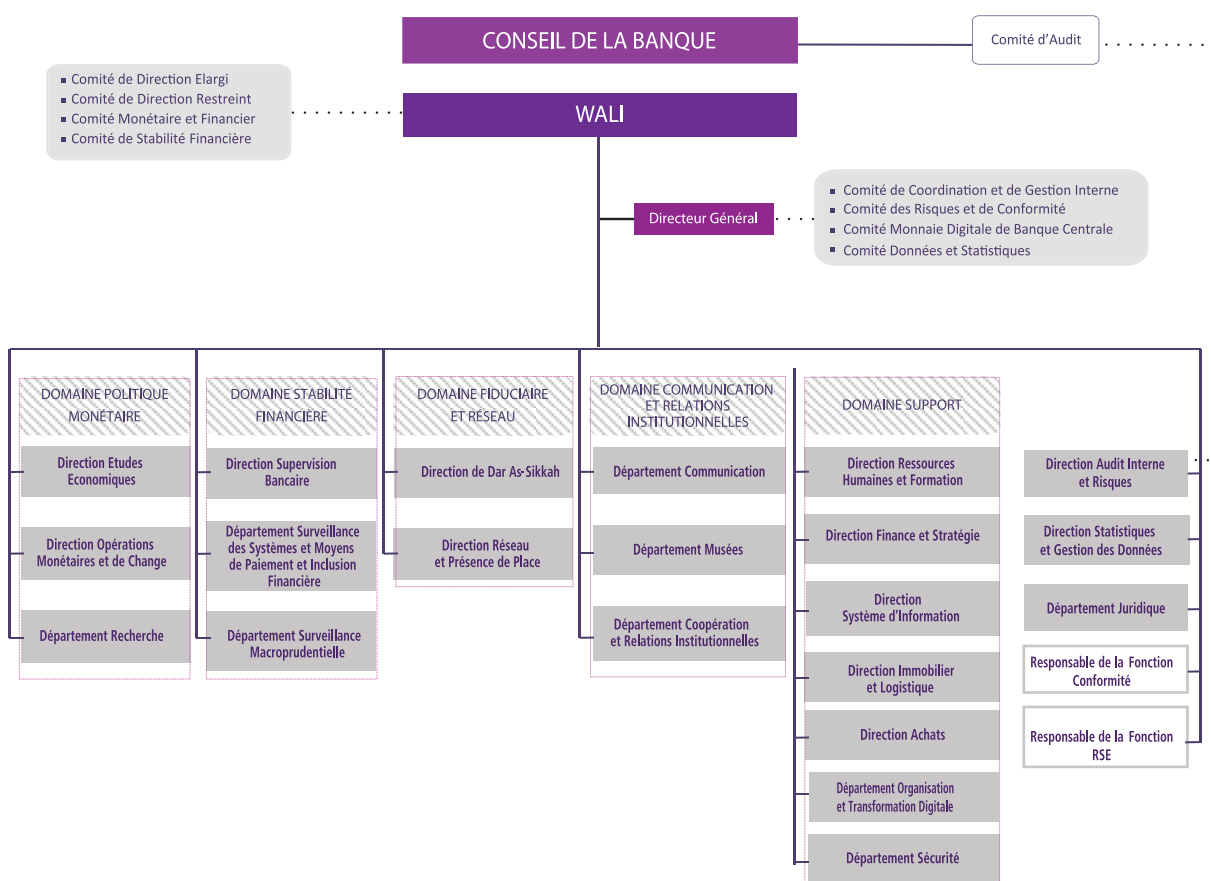 CONSEIL DE LA BANQUE
Comité d'Audit
▪ Comité de Direction Elargi
▪ Comité de Direction Restreint
▪ Comité Monétaire et Financier
▪ Comité de Stabilité Financière
WALI
Directeur Général
▪ Comité de Coordination et de Gestion Interne
▪ Comité des Risques et de Conformité
▪ Comité Monnaie Digitale de Banque Centrale
▪ Comité Données et Statistiques
DOMAINE POLITIQUE
MONÉTAIRE
Direction Etudes
Economiques
Direction Opérations
Monétaires et de Change
Département Recherche
DOMAINE STABILITÉ
FINANCIÈRE
Direction Supervision
Bancaire
Département Surveillance
des Systèmes et Moyens
de Paiement et Inclusion
Financière
Département Surveillance
Macroprudentielle
DOMAINE FIDUCIAIRE
ET RÉSEAU
Direction de Dar As-Sikkah
Direction Réseau
et Présence de Place
DOMAINE COMMUNICATION
ET RELATIONS
INSTITUTIONNELLES
Département Communication
Département Musées
Département Coopération
et Relations Institutionnelles
DOMAINE SUPPORT
Direction Ressources
Humaines et Formation
Direction Finance et Stratégie
Direction
Système d'Information
Direction Immobilier
et Logistique
Direction Achats
Département Organisation
et Transformation Digitale
Département Sécurité
Direction Audit Interne
et Risques
Direction Statistiques
et Gestion des Données
Département Juridique
Responsable de la Fonction
Conformité
Responsable de la Fonction
RSE